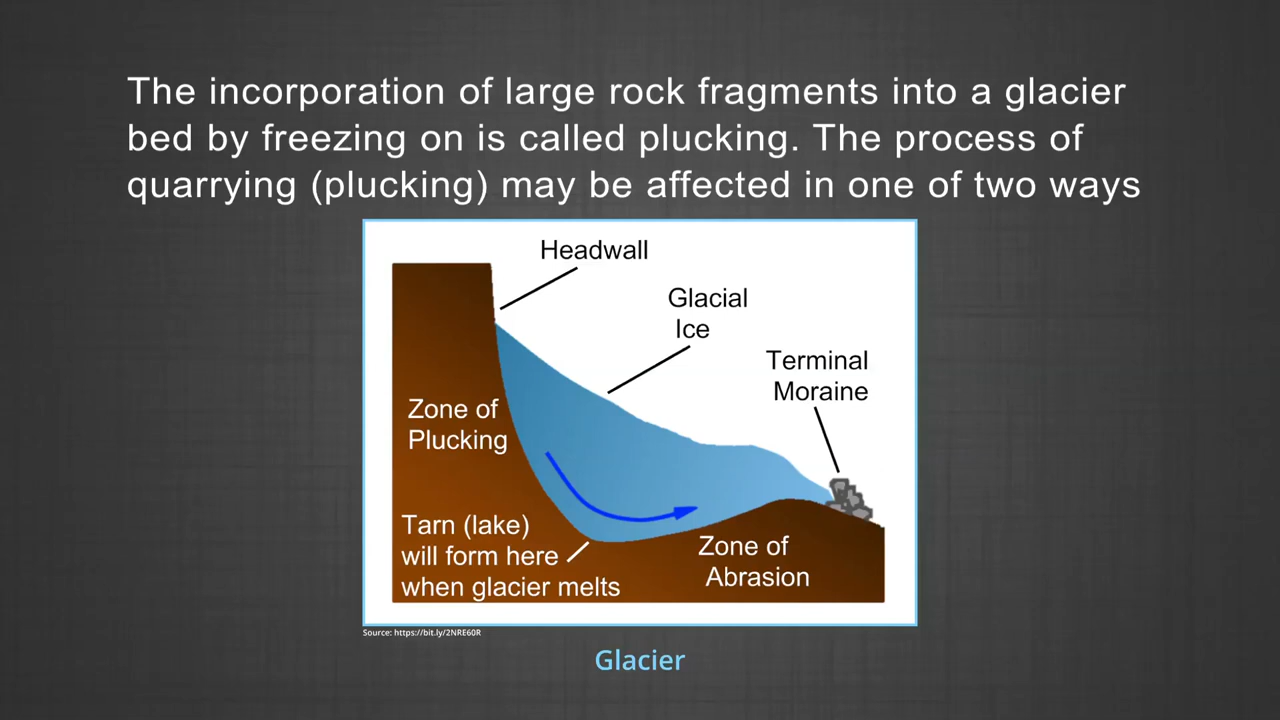 The incorporation of large rock fragments into a glacier
bed by freezing on is called plucking. The process of
quarrying (plucking) may be affected in one of two ways
Headwall
Glacial
Ice
Terminal
Moraine
Zone of
Plucking
Tarn (lake)
will form here
when glacier melts
Zone of
Abrasion
Source: https://bit.ly/2NRE60R
Glacier